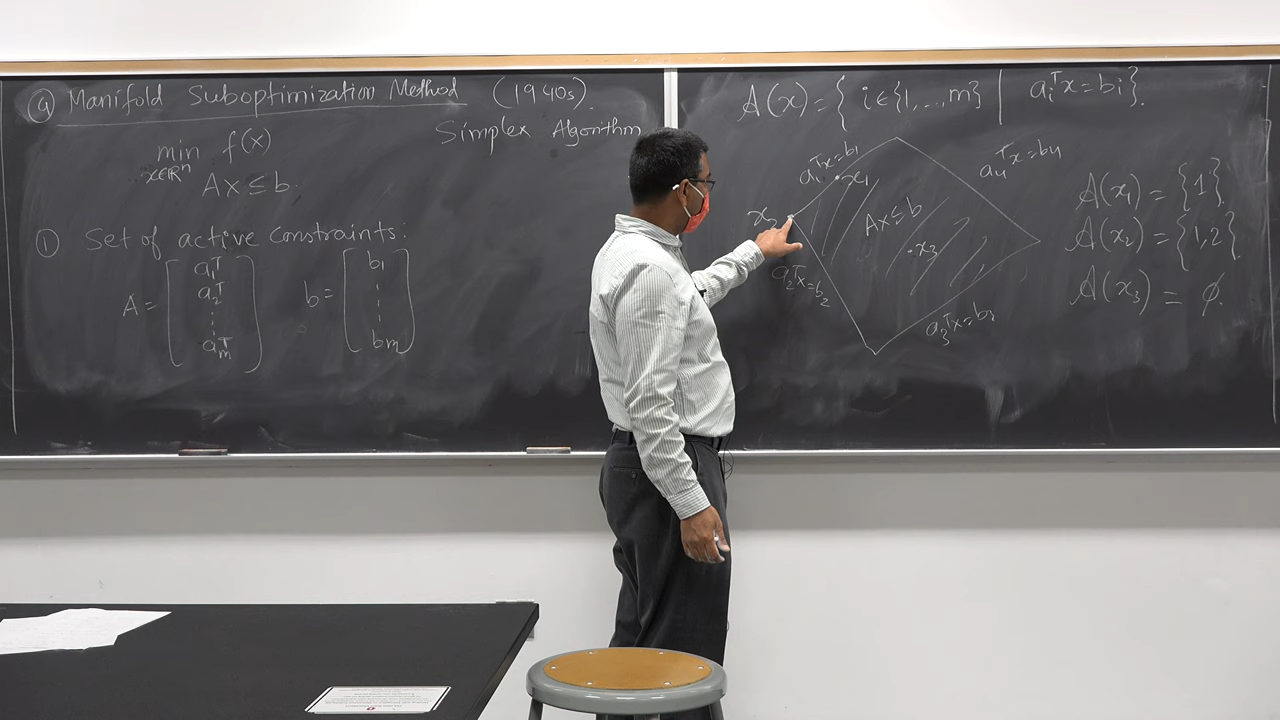 ⓐ Manifold Suboptimization Method (1940s).
Simplex Algorithm
min f(x)
x∈ℝⁿ
Ax ≤ b.
① Set of active constraints:
A = [a₁ᵀ a₂ᵀ ⋮ aₘᵀ] b = [b₁ ⋮ bₘ]
A(x) = { i ∈ {1, ..., m} | aᵢᵀx = bᵢ }.
a₁ᵀx = b₁
x₁
a₄ᵀx = b₄
x₂
Ax ≤ b
x₃
a₂ᵀx = b₂
a₃ᵀx = b₃
A(x₁) = {1}
A(x₂) = {1,2}
A(x₃) = ∅.